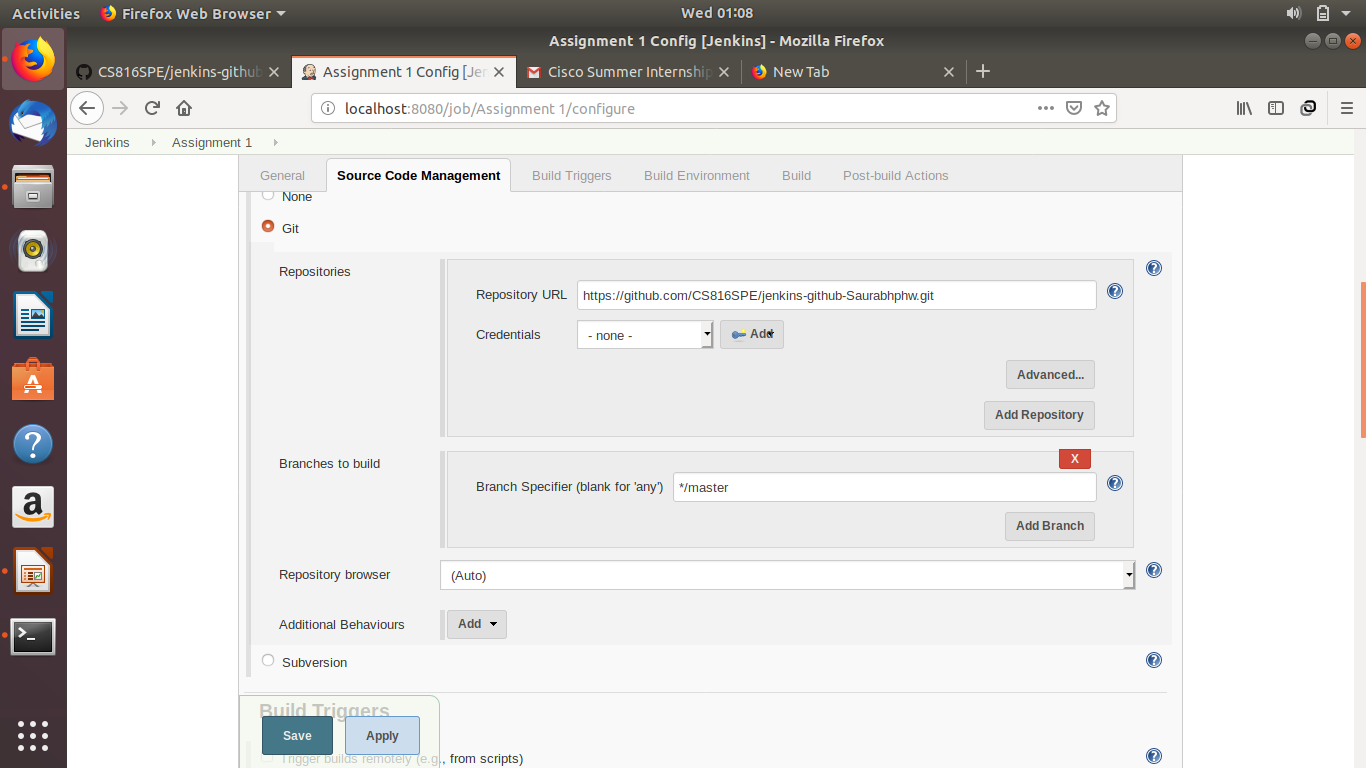 Activities Firefox Web Browser Wed 01:08
Assignment 1 Config [Jenkins] - Mozilla Firefox
CS816SPE/jenkins-github Assignment 1 Config [Jen Cisco Summer Internship New Tab
localhost:8080/job/Assignment 1/configure
Jenkins Assignment 1
General Source Code Management Build Triggers Build Environment Build Post-build Actions
None
Git
Repositories
Repository URL https://github.com/CS816SPE/jenkins-github-Saurabhphw.git
Credentials - none - Add
Advanced...
Add Repository
Branches to build
X
Branch Specifier (blank for 'any') */master
Add Branch
Repository browser (Auto)
Additional Behaviours Add
Subversion
Build Triggers
Save Apply
Trigger builds remotely (e.g., from scripts)